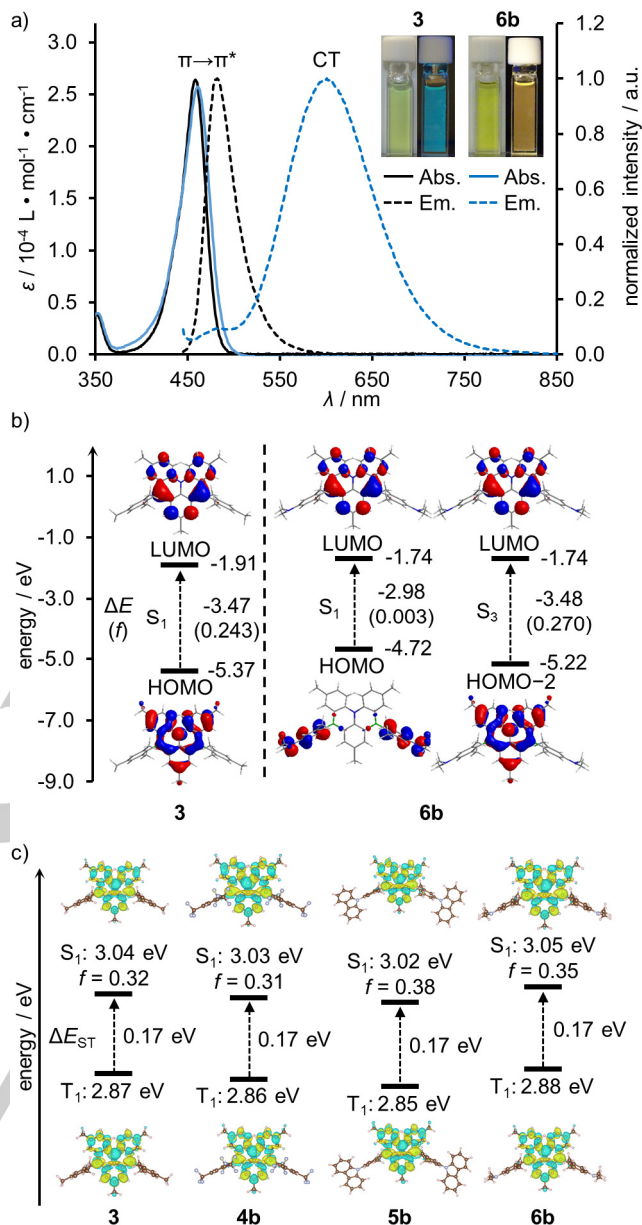 a)
3.0
2.5
2.0
1.5
1.0
0.5
0.0
ε / 10⁻⁴ L • mol⁻¹ • cm⁻¹
π→π*
CT
3
6b
Abs.
Em.
Abs.
Em.
1.2
1.0
0.8
0.6
0.4
0.2
0.0
normalized intensity / a.u.
350
450
550
650
750
850
λ / nm
b)
1.0
-1.0
-3.0
-5.0
-7.0
-9.0
energy / eV
ΔE
(f)
LUMO
-1.91
S₁
-3.47
(0.243)
-5.37
HOMO
3
LUMO
-1.74
S₁
-2.98
(0.003)
-4.72
HOMO
LUMO
-1.74
S₃
-3.48
(0.270)
-5.22
HOMO−2
6b
c)
energy / eV
S₁: 3.04 eV
f = 0.32
S₁: 3.03 eV
f = 0.31
S₁: 3.02 eV
f = 0.38
S₁: 3.05 eV
f = 0.35
ΔE_ST
0.17 eV
0.17 eV
0.17 eV
0.17 eV
T₁: 2.87 eV
T₁: 2.86 eV
T₁: 2.85 eV
T₁: 2.88 eV
3
4b
5b
6b